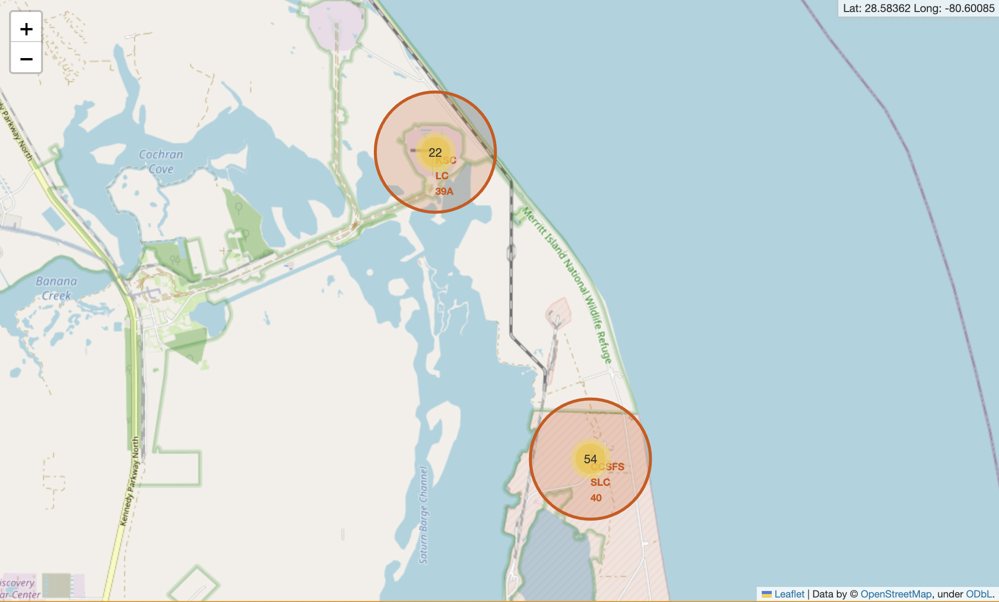 Lat: 28.58362 Long: -80.60085
+
−
Parkway North
Cochran
Cove
22
KSC
LC
39A
Merritt Island National Wildlife Refuge
Banana
Creek
54
CCSFS
SLC
40
Kennedy Parkway North
Saturn Barge Channel
iscovery
ar Center
Leaflet | Data by © OpenStreetMap, under ODbL.